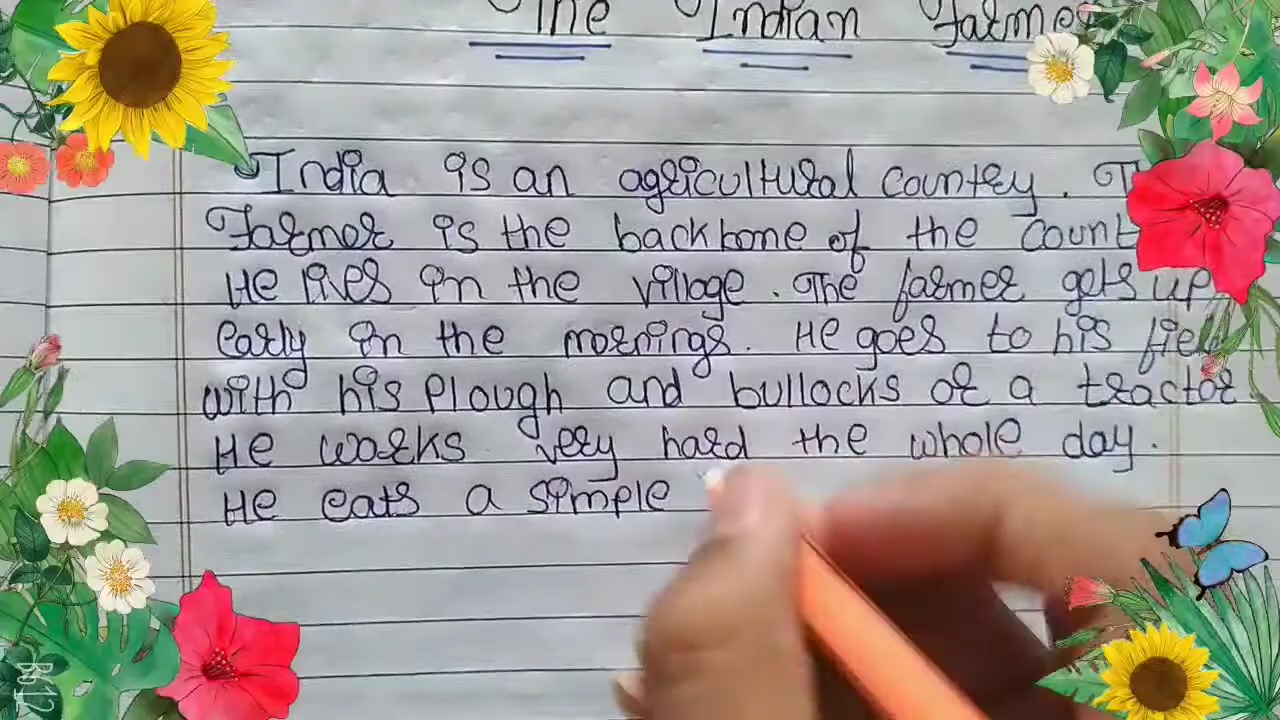 The Indian Farmer
India is an agricultural country. T
Farmer is the backbone of the count
He lives in the village. The farmer gets up
early in the mornings. He goes to his field
with his plough and bullocks or a tractor
He works very hard the whole day.
He eats a simple
B612